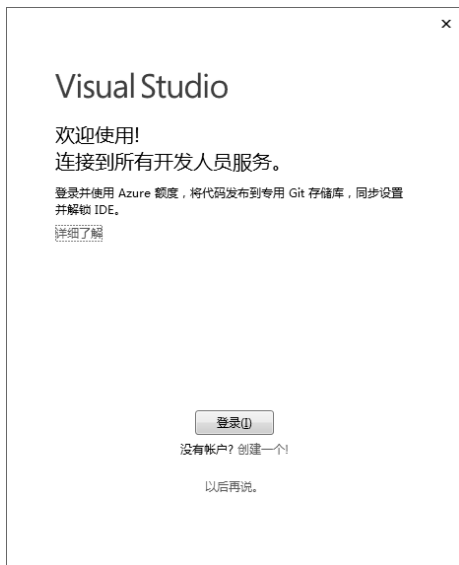 Visual Studio
欢迎使用!
连接到所有开发人员服务。
登录并使用 Azure 额度，将代码发布到专用 Git 存储库，同步设置
并解锁 IDE。
详细了解
登录(I)
没有帐户? 创建一个!
以后再说。